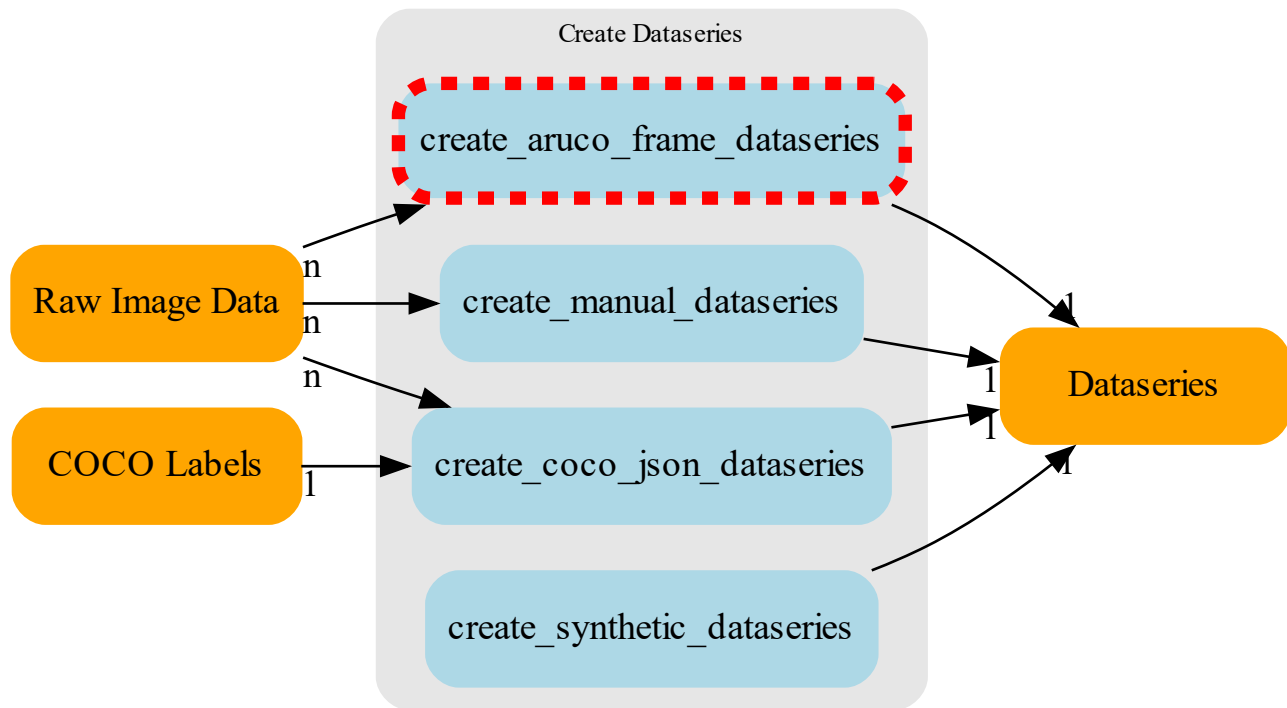 Create Dataseries
create_aruco_frame_dataseries
Raw Image Data
n
n
n
create_manual_dataseries
1
1
1
1
Dataseries
COCO Labels
1
create_coco_json_dataseries
create_synthetic_dataseries